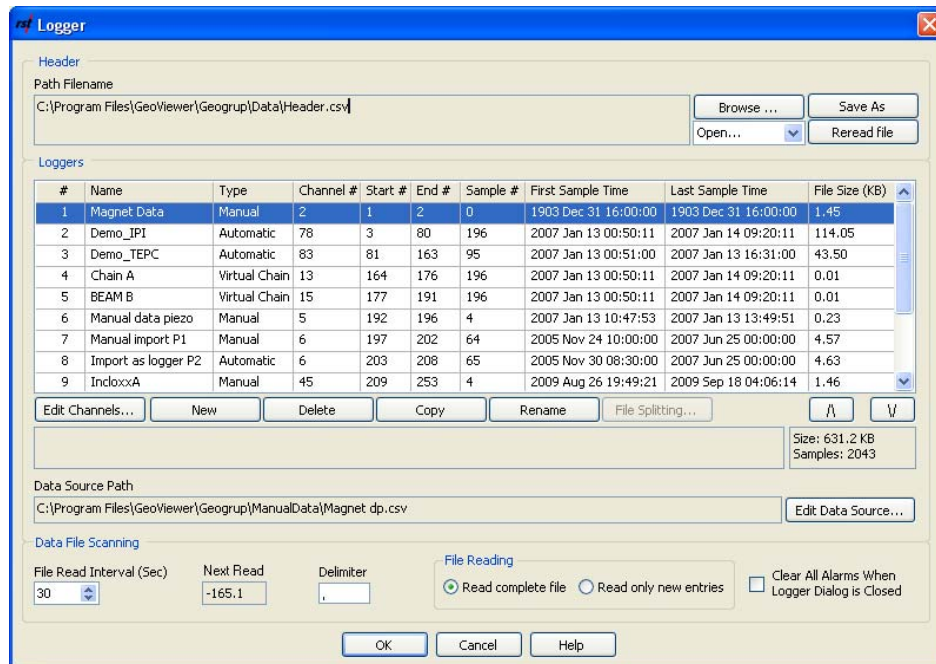 rst Logger
Header
Path Filename
C:\Program Files\GeoViewer\Geogrup\Data\Header.csv
Browse ... Save As
Open... Reread file
Loggers
# Name Type Channel # Start # End # Sample # First Sample Time Last Sample Time File Size (KB)
1 Magnet Data Manual 2 1 2 0 1903 Dec 31 16:00:00 1903 Dec 31 16:00:00 1.45
2 Demo_IPI Automatic 78 3 80 196 2007 Jan 13 00:50:11 2007 Jan 14 09:20:11 114.05
3 Demo_TEPC Automatic 83 81 163 95 2007 Jan 13 00:51:00 2007 Jan 13 16:31:00 43.50
4 Chain A Virtual Chain 13 164 176 196 2007 Jan 13 00:50:11 2007 Jan 14 09:20:11 0.01
5 BEAM B Virtual Chain 15 177 191 196 2007 Jan 13 00:50:11 2007 Jan 14 09:20:11 0.01
6 Manual data piezo Manual 5 192 196 4 2007 Jan 13 10:47:53 2007 Jan 13 13:49:51 0.23
7 Manual import P1 Manual 6 197 202 64 2005 Nov 24 10:00:00 2007 Jun 25 00:00:00 4.57
8 Import as logger P2 Automatic 6 203 208 65 2005 Nov 30 08:30:00 2007 Jun 25 00:00:00 4.63
9 IncloxxA Manual 45 209 253 4 2009 Aug 26 19:49:21 2009 Sep 18 04:06:14 1.46
Edit Channels... New Delete Copy Rename File Splitting... /\ \/
Size: 631.2 KB
Samples: 2043
Data Source Path
C:\Program Files\GeoViewer\Geogrup\ManualData\Magnet dp.csv Edit Data Source...
Data File Scanning
File Read Interval (Sec) Next Read Delimiter File Reading
30 -165.1 , Read complete file Read only new entries Clear All Alarms When
Logger Dialog is Closed
OK Cancel Help